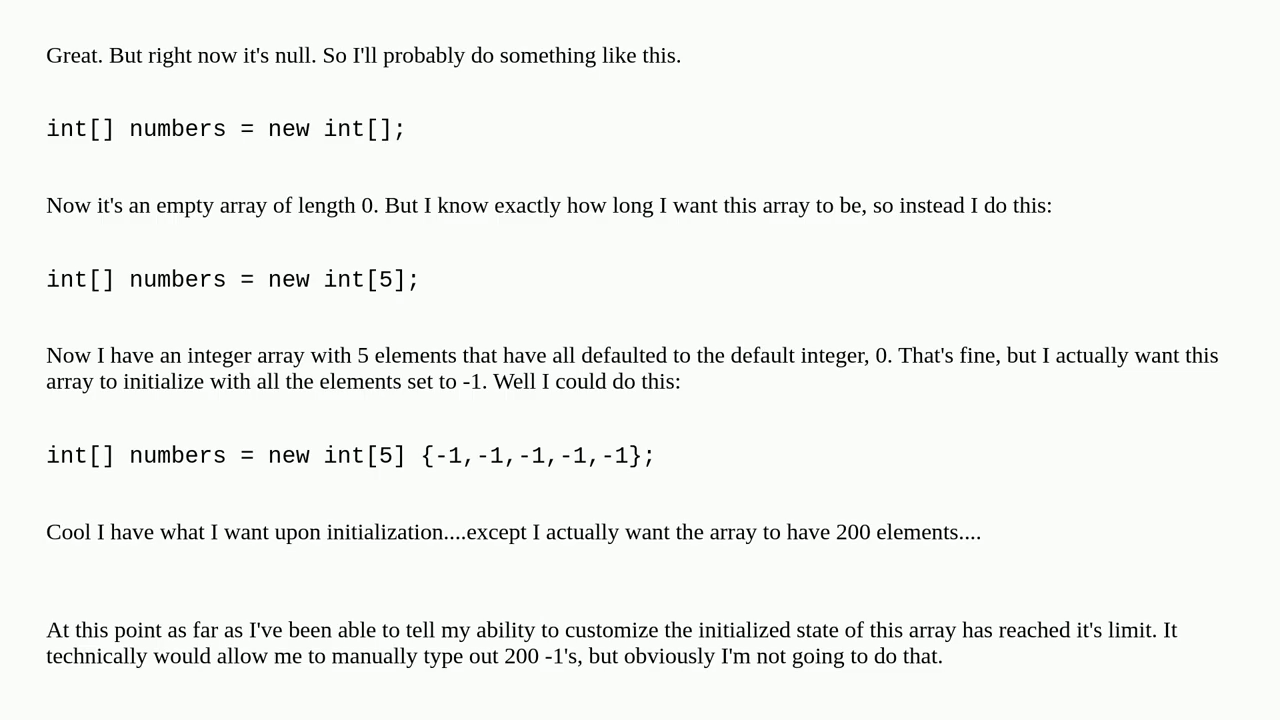 Great. But right now it's null. So I'll probably do something like this.
int[] numbers = new int[];
Now it's an empty array of length 0. But I know exactly how long I want this array to be, so instead I do this:
int[] numbers = new int[5];
Now I have an integer array with 5 elements that have all defaulted to the default integer, 0. That's fine, but I actually want this
array to initialize with all the elements set to -1. Well I could do this:
int[] numbers = new int[5] {-1,-1,-1,-1,-1};
Cool I have what I want upon initialization....except I actually want the array to have 200 elements....
At this point as far as I've been able to tell my ability to customize the initialized state of this array has reached it's limit. It
technically would allow me to manually type out 200 -1's, but obviously I'm not going to do that.